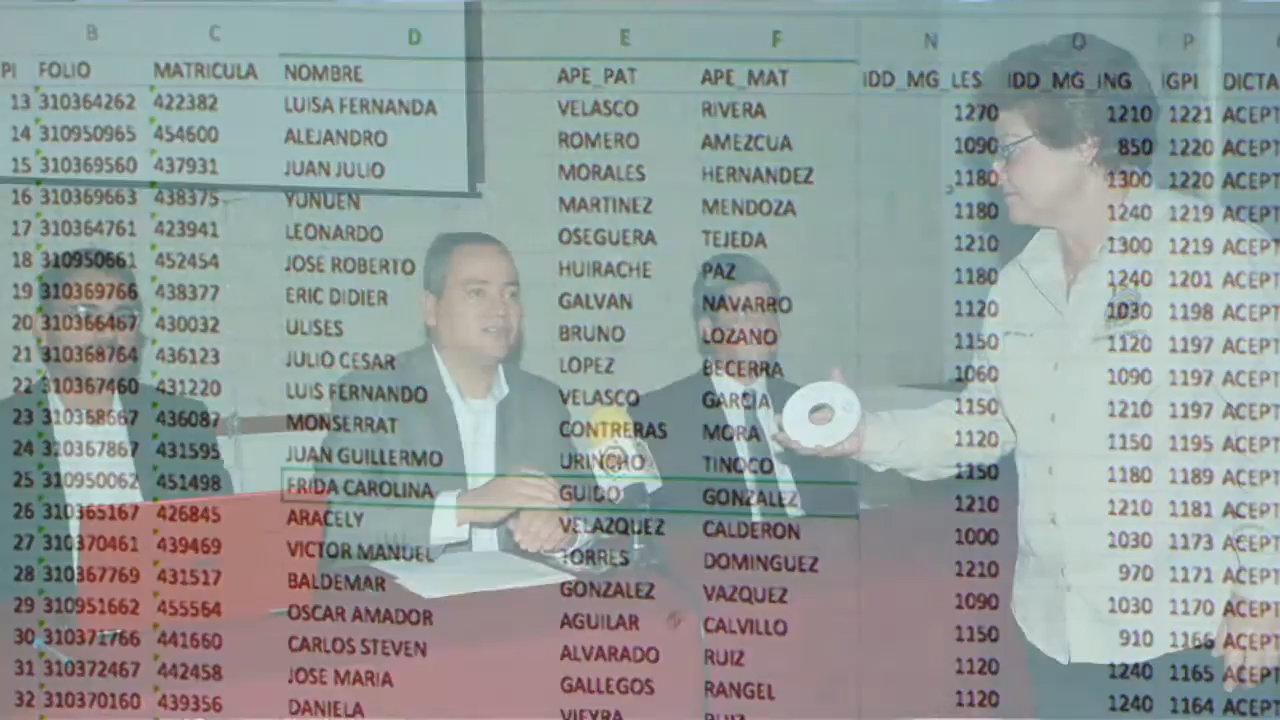 B C D E F N O P
PI FOLIO MATRICULA NOMBRE APE_PAT APE_MAT IDD_MG_LES IDD_MG_ING IGPI DICTA
13 310364262 422382 LUISA FERNANDA VELASCO RIVERA 1270 1210 1221 ACEPT
14 310950965 454600 ALEJANDRO ROMERO AMEZCUA 1090 850 1220 ACEPT
15 310369560 437931 JUAN JULIO MORALES HERNANDEZ 1180 1300 1220 ACEPT
16 310369663 438375 YUNUEN MARTINEZ MENDOZA 1180 1240 1219 ACEPT
17 310364761 423941 LEONARDO OSEGUERA TEJEDA 1210 1300 1219 ACEPT
18 310950661 452454 JOSE ROBERTO HUIRACHE PAZ 1180 1240 1201 ACEPT
19 310369766 438377 ERIC DIDIER GALVAN NAVARRO 1120 1030 1198 ACEPT
20 310366467 430032 ULISES BRUNO LOZANO 1150 1120 1197 ACEPT
21 310368764 436123 JULIO CESAR LOPEZ BECERRA 1060 1090 1197 ACEPT
22 310367460 431220 LUIS FERNANDO VELASCO GARCIA 1150 1210 1197 ACEPT
23 310368667 436087 MONSERRAT CONTRERAS MORA 1120 1150 1195 ACEPT
24 310367867 431595 JUAN GUILLERMO URINCHO TINOCO 1150 1180 1189 ACEPT
25 310950062 451498 FRIDA CAROLINA GUIDO GONZALEZ 1210 1210 1181 ACEPT
26 310365167 426845 ARACELY VELAZQUEZ CALDERON 1000 1030 1173 ACEPT
27 310370461 439469 VICTOR MANUEL TORRES DOMINGUEZ 1210 970 1171 ACEPT
28 310367769 431517 BALDEMAR GONZALEZ VAZQUEZ 1090 1030 1170 ACEPT
29 310951662 455564 OSCAR AMADOR AGUILAR CALVILLO 1150 910 1166 ACEPT
30 310371766 441660 CARLOS STEVEN ALVARADO RUIZ 1120 1240 1165 ACEPT
31 310372467 442458 JOSE MARIA GALLEGOS RANGEL 1120 1240 1164 ACEPT
32 310370160 439356 DANIELA VIEYRA RUIZ